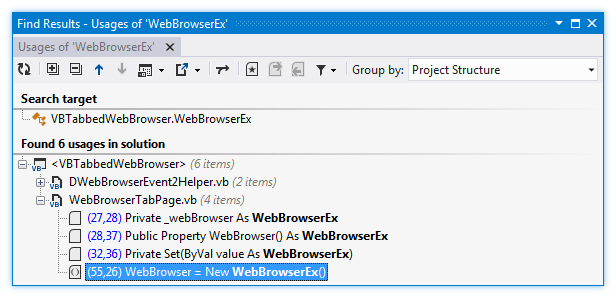 Find Results - Usages of 'WebBrowserEx'
Usages of 'WebBrowserEx'
Group by: Project Structure
Search target
VBTabbedWebBrowser.WebBrowserEx
Found 6 usages in solution
VB <VBTabbedWebBrowser> (6 items)
VB DWebBrowserEvent2Helper.vb (2 items)
VB WebBrowserTabPage.vb (4 items)
(27,28) Private _webBrowser As WebBrowserEx
(28,37) Public Property WebBrowser() As WebBrowserEx
(32,36) Private Set(ByVal value As WebBrowserEx)
(55,26) WebBrowser = New WebBrowserEx()